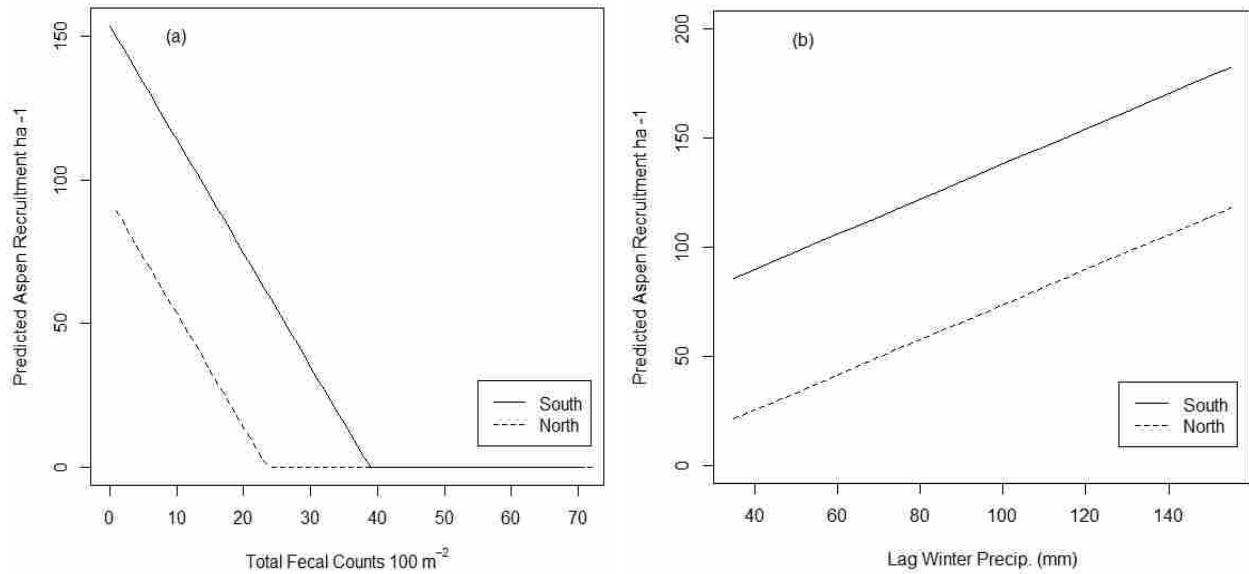 (a)
Predicted Aspen Recruitment ha -1
150
100
50
0
South
North
0 10 20 30 40 50 60 70
Total Fecal Counts 100 m⁻²
(b)
Predicted Aspen Recruitment ha -1
200
150
100
50
0
South
North
40 60 80 100 120 140
Lag Winter Precip. (mm)